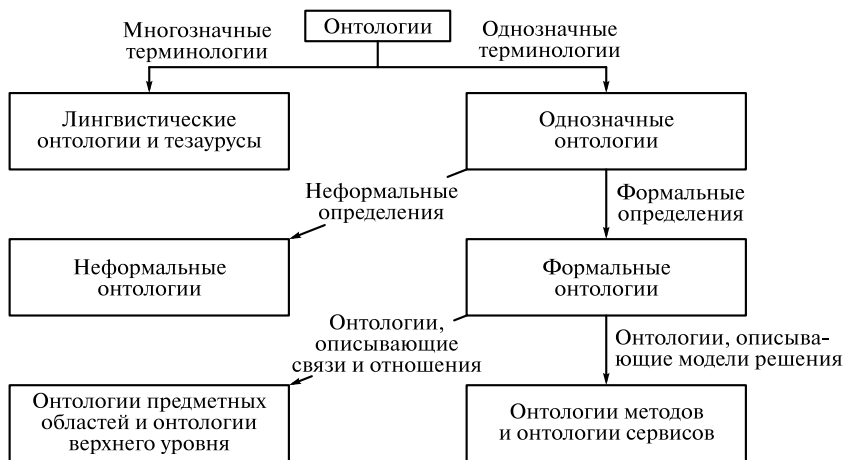 Онтологии
Многозначные
терминологии
Однозначные
терминологии
Лингвистические
онтологии и тезаурусы
Однозначные
онтологии
Неформальные
определения
Формальные
определения
Неформальные
онтологии
Формальные
онтологии
Онтологии,
описывающие
связи и отношения
Онтологии, описыва-
ющие модели решения
Онтологии предметных
областей и онтологии
верхнего уровня
Онтологии методов
и онтологии сервисов